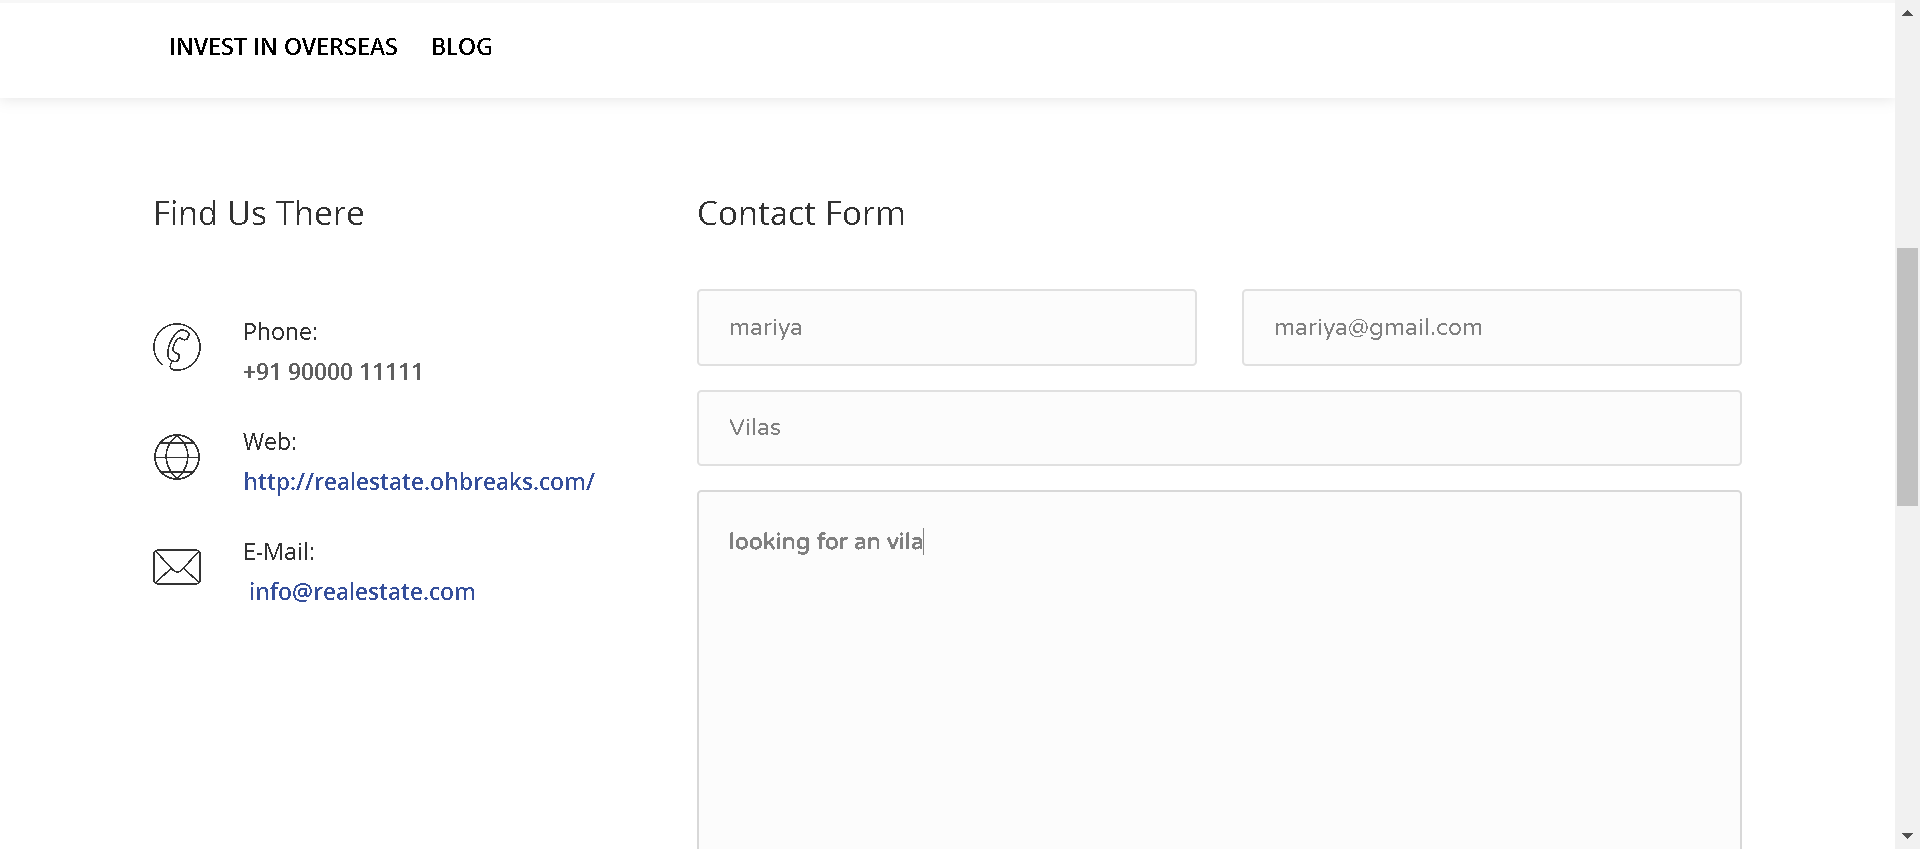 INVEST IN OVERSEAS BLOG
Find Us There
Phone:
+91 90000 11111
Web:
http://realestate.ohbreaks.com/
E-Mail:
info@realestate.com
Contact Form
mariya
mariya@gmail.com
Vilas
looking for an vila